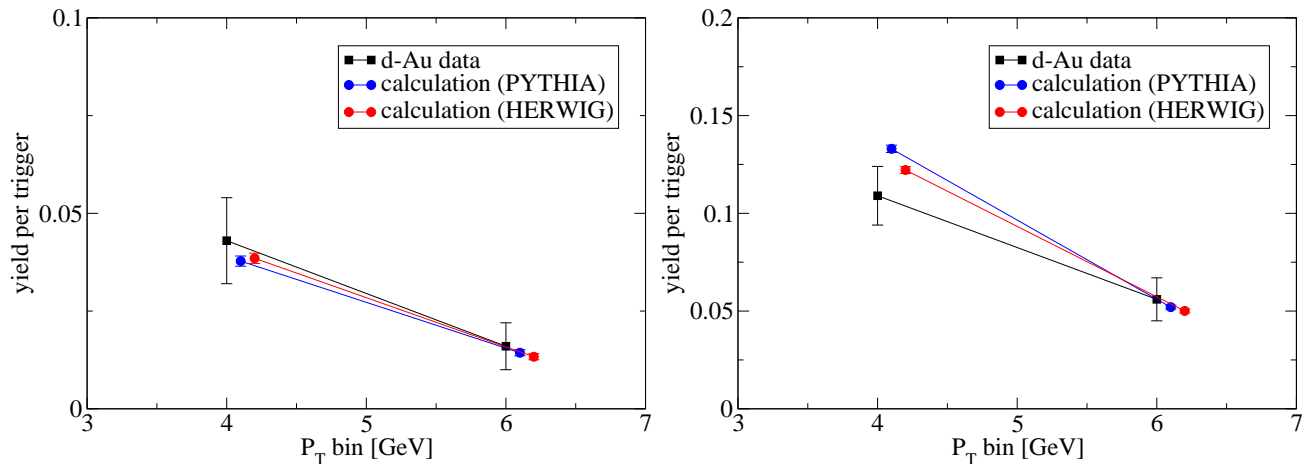 0.1
d-Au data
calculation (PYTHIA)
calculation (HERWIG)
yield per trigger
0.05
0
3 4 5 6 7
P_T bin [GeV]
0.2
d-Au data
calculation (PYTHIA)
calculation (HERWIG)
0.15
yield per trigger
0.1
0.05
0
3 4 5 6 7
P_T bin [GeV]